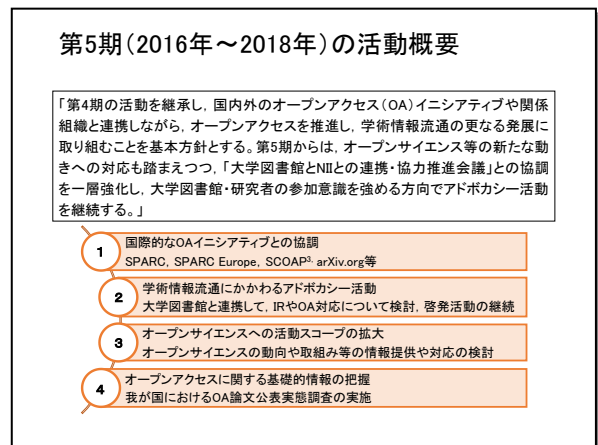 第5期（2016年～2018年）の活動概要
「第4期の活動を継承し，国内外のオープンアクセス（OA）イニシアティブや関係
組織と連携しながら，オープンアクセスを推進し，学術情報流通の更なる発展に
取り組むことを基本方針とする。第5期からは，オープンサイエンス等の新たな動
きへの対応も踏まえつつ，「大学図書館とNIIとの連携・協力推進会議」との協調
を一層強化し，大学図書館・研究者の参加意識を強める方向でアドボカシー活動
を継続する。」
1
国際的なOAイニシアティブとの協調
SPARC, SPARC Europe, SCOAP³, arXiv.org等
2
学術情報流通にかかわるアドボカシー活動
大学図書館と連携して，IRやOA対応について検討，啓発活動の継続
3
オープンサイエンスへの活動スコープの拡大
オープンサイエンスの動向や取組み等の情報提供や対応の検討
4
オープンアクセスに関する基礎的情報の把握
我が国におけるOA論文公表実態調査の実施